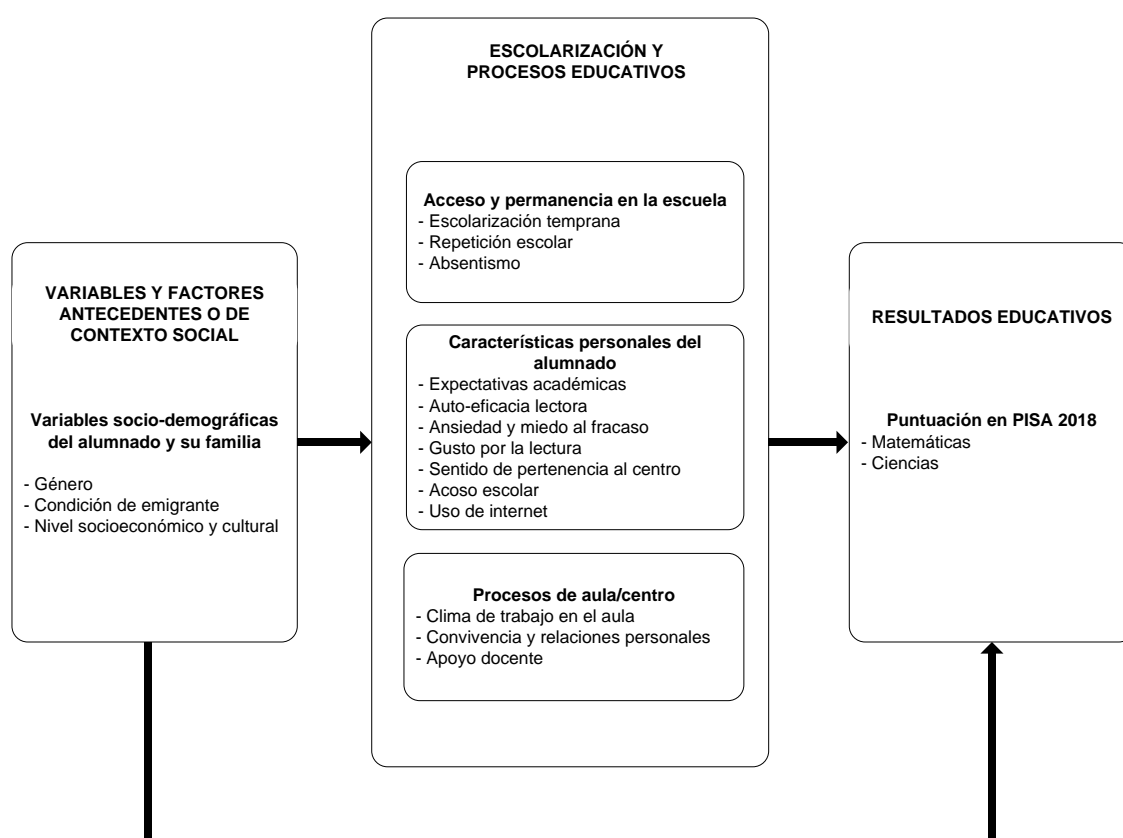 VARIABLES Y FACTORES
ANTECEDENTES O DE
CONTEXTO SOCIAL
Variables socio-demográficas
del alumnado y su familia
- Género
- Condición de emigrante
- Nivel socioeconómico y cultural
ESCOLARIZACIÓN Y
PROCESOS EDUCATIVOS
Acceso y permanencia en la escuela
- Escolarización temprana
- Repetición escolar
- Absentismo
Características personales del
alumnado
- Expectativas académicas
- Auto-eficacia lectora
- Ansiedad y miedo al fracaso
- Gusto por la lectura
- Sentido de pertenencia al centro
- Acoso escolar
- Uso de internet
Procesos de aula/centro
- Clima de trabajo en el aula
- Convivencia y relaciones personales
- Apoyo docente
RESULTADOS EDUCATIVOS
Puntuación en PISA 2018
- Matemáticas
- Ciencias